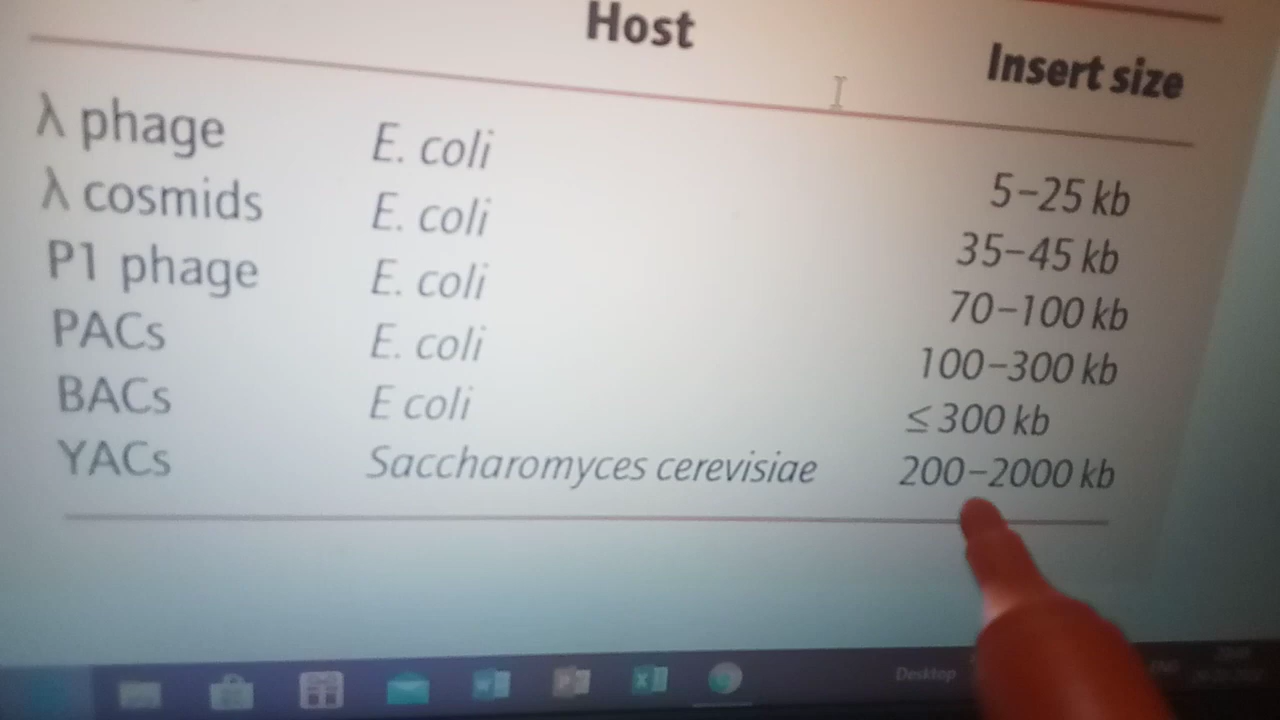 Host Insert size
λ phage E. coli 5–25 kb
λ cosmids E. coli 35–45 kb
P1 phage E. coli 70–100 kb
PACs E. coli 100–300 kb
BACs E coli ≤ 300 kb
YACs Saccharomyces cerevisiae 200–2000 kb
Desktop